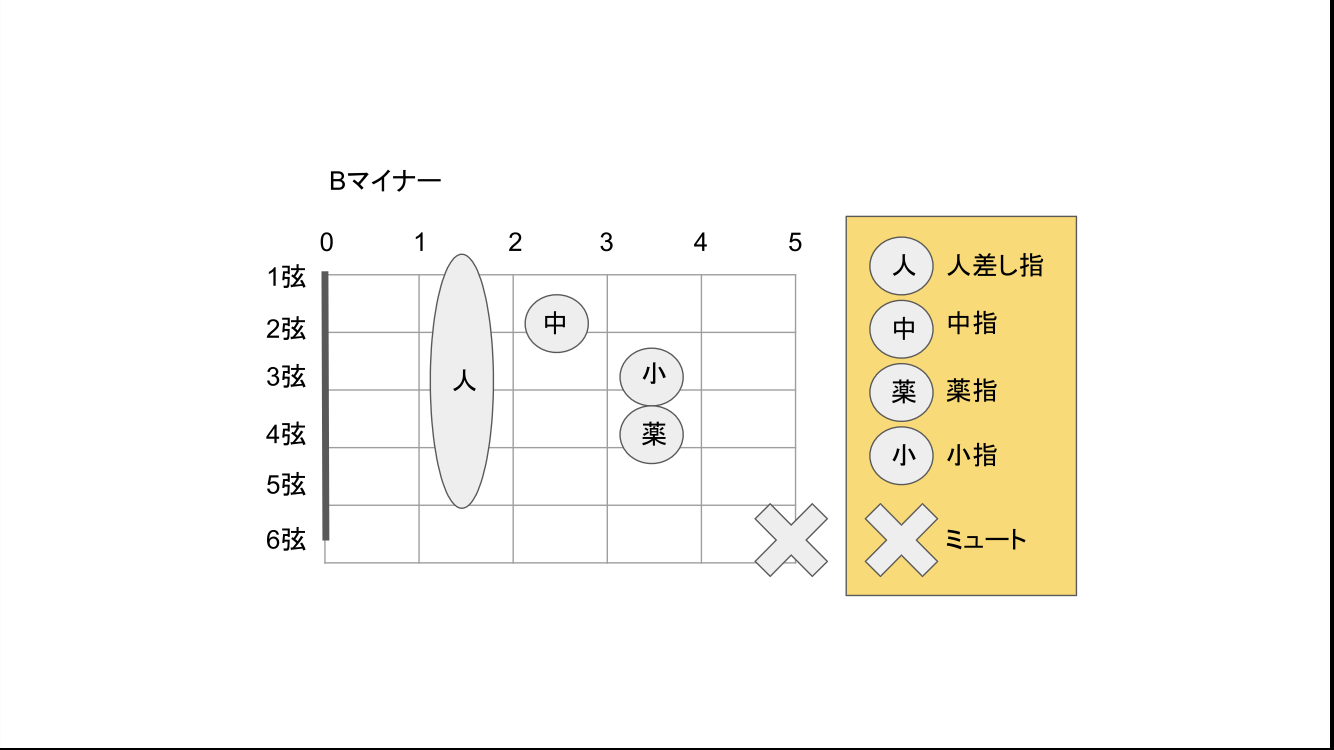 Bマイナー
0 1 2 3 4 5
1弦
2弦
3弦
4弦
5弦
6弦
人
中
小
薬
人 人差し指
中 中指
薬 薬指
小 小指
ミュート